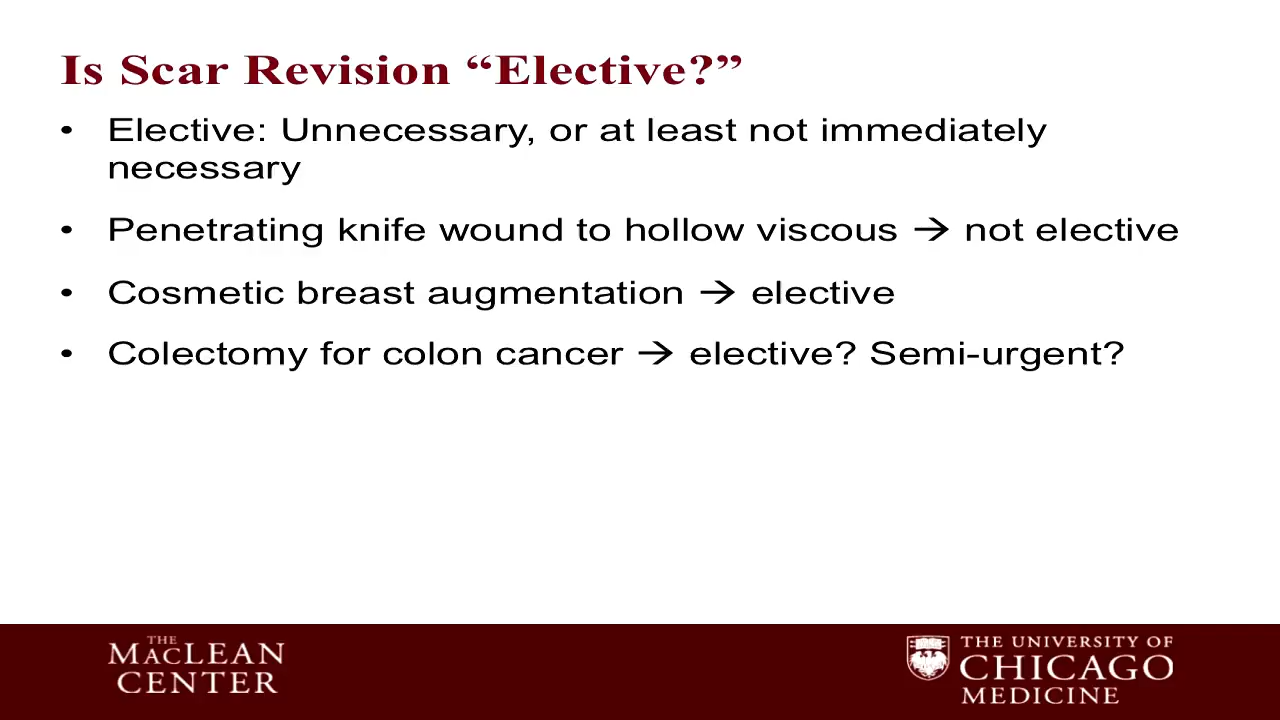 Is Scar Revision “Elective?”
• Elective: Unnecessary, or at least not immediately
necessary
• Penetrating knife wound to hollow viscous → not elective
• Cosmetic breast augmentation → elective
• Colectomy for colon cancer → elective? Semi-urgent?
THE
MACLEAN
CENTER
THE UNIVERSITY OF
CHICAGO
MEDICINE